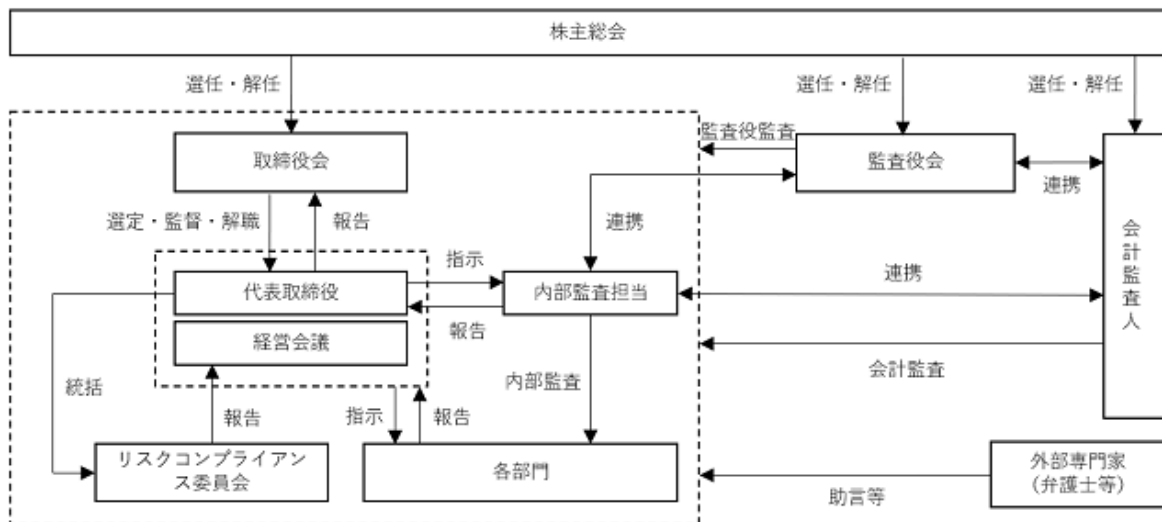 株主総会
選任・解任
選任・解任
選任・解任
監査役監査
取締役会
監査役会
連携
選定・監督・解職
報告
連携
会計監査人
指示
代表取締役
内部監査担当
連携
報告
経営会議
会計監査
統括
内部監査
報告
指示
報告
リスクコンプライアン
ス委員会
各部門
外部専門家
(弁護士等)
助言等